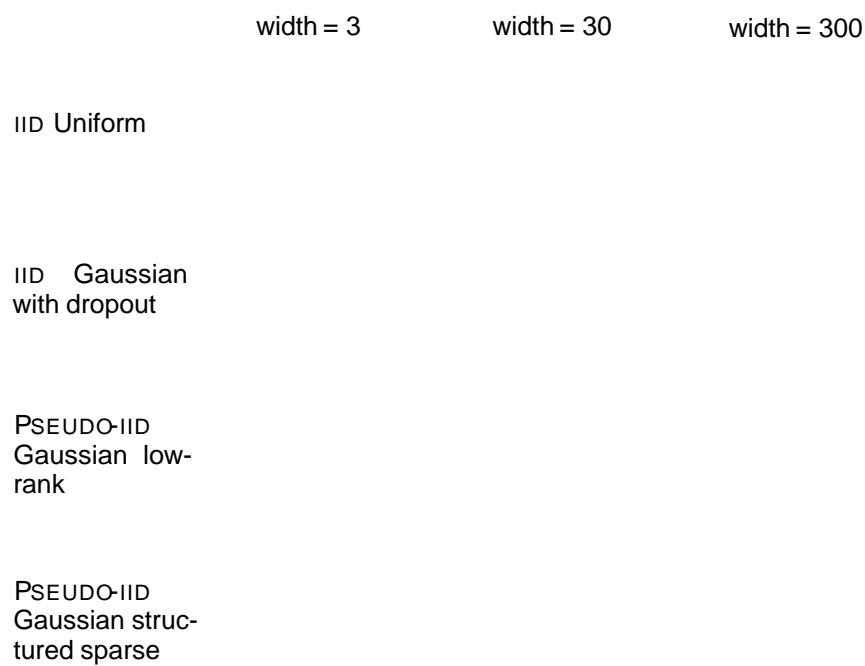 width = 3 width = 30 width = 300
IID Uniform
IID Gaussian
with dropout
PSEUDO-IID
Gaussian low-
rank
PSEUDO-IID
Gaussian struc-
tured sparse